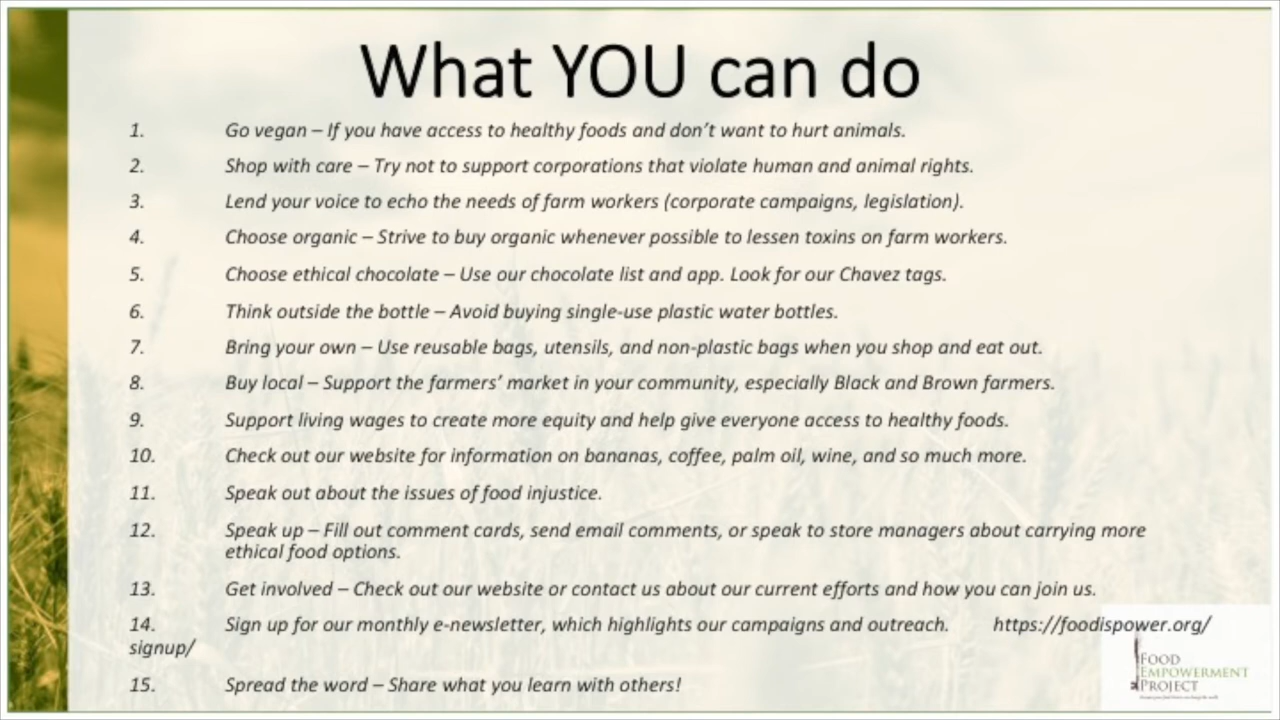 What YOU can do
1. Go vegan – If you have access to healthy foods and don’t want to hurt animals.
2. Shop with care – Try not to support corporations that violate human and animal rights.
3. Lend your voice to echo the needs of farm workers (corporate campaigns, legislation).
4. Choose organic – Strive to buy organic whenever possible to lessen toxins on farm workers.
5. Choose ethical chocolate – Use our chocolate list and app. Look for our Chavez tags.
6. Think outside the bottle – Avoid buying single-use plastic water bottles.
7. Bring your own – Use reusable bags, utensils, and non-plastic bags when you shop and eat out.
8. Buy local – Support the farmers’ market in your community, especially Black and Brown farmers.
9. Support living wages to create more equity and help give everyone access to healthy foods.
10. Check out our website for information on bananas, coffee, palm oil, wine, and so much more.
11. Speak out about the issues of food injustice.
12. Speak up – Fill out comment cards, send email comments, or speak to store managers about carrying more
ethical food options.
13. Get involved – Check out our website or contact us about our current efforts and how you can join us.
14. Sign up for our monthly e-newsletter, which highlights our campaigns and outreach. https://foodispower.org/
signup/
15. Spread the word – Share what you learn with others!
FOOD
EMPOWERMENT
PROJECT